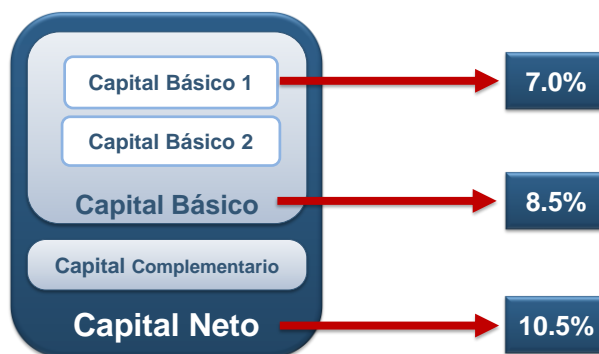 Capital Básico 1
7.0%
Capital Básico 2
Capital Básico
8.5%
Capital Complementario
Capital Neto
10.5%